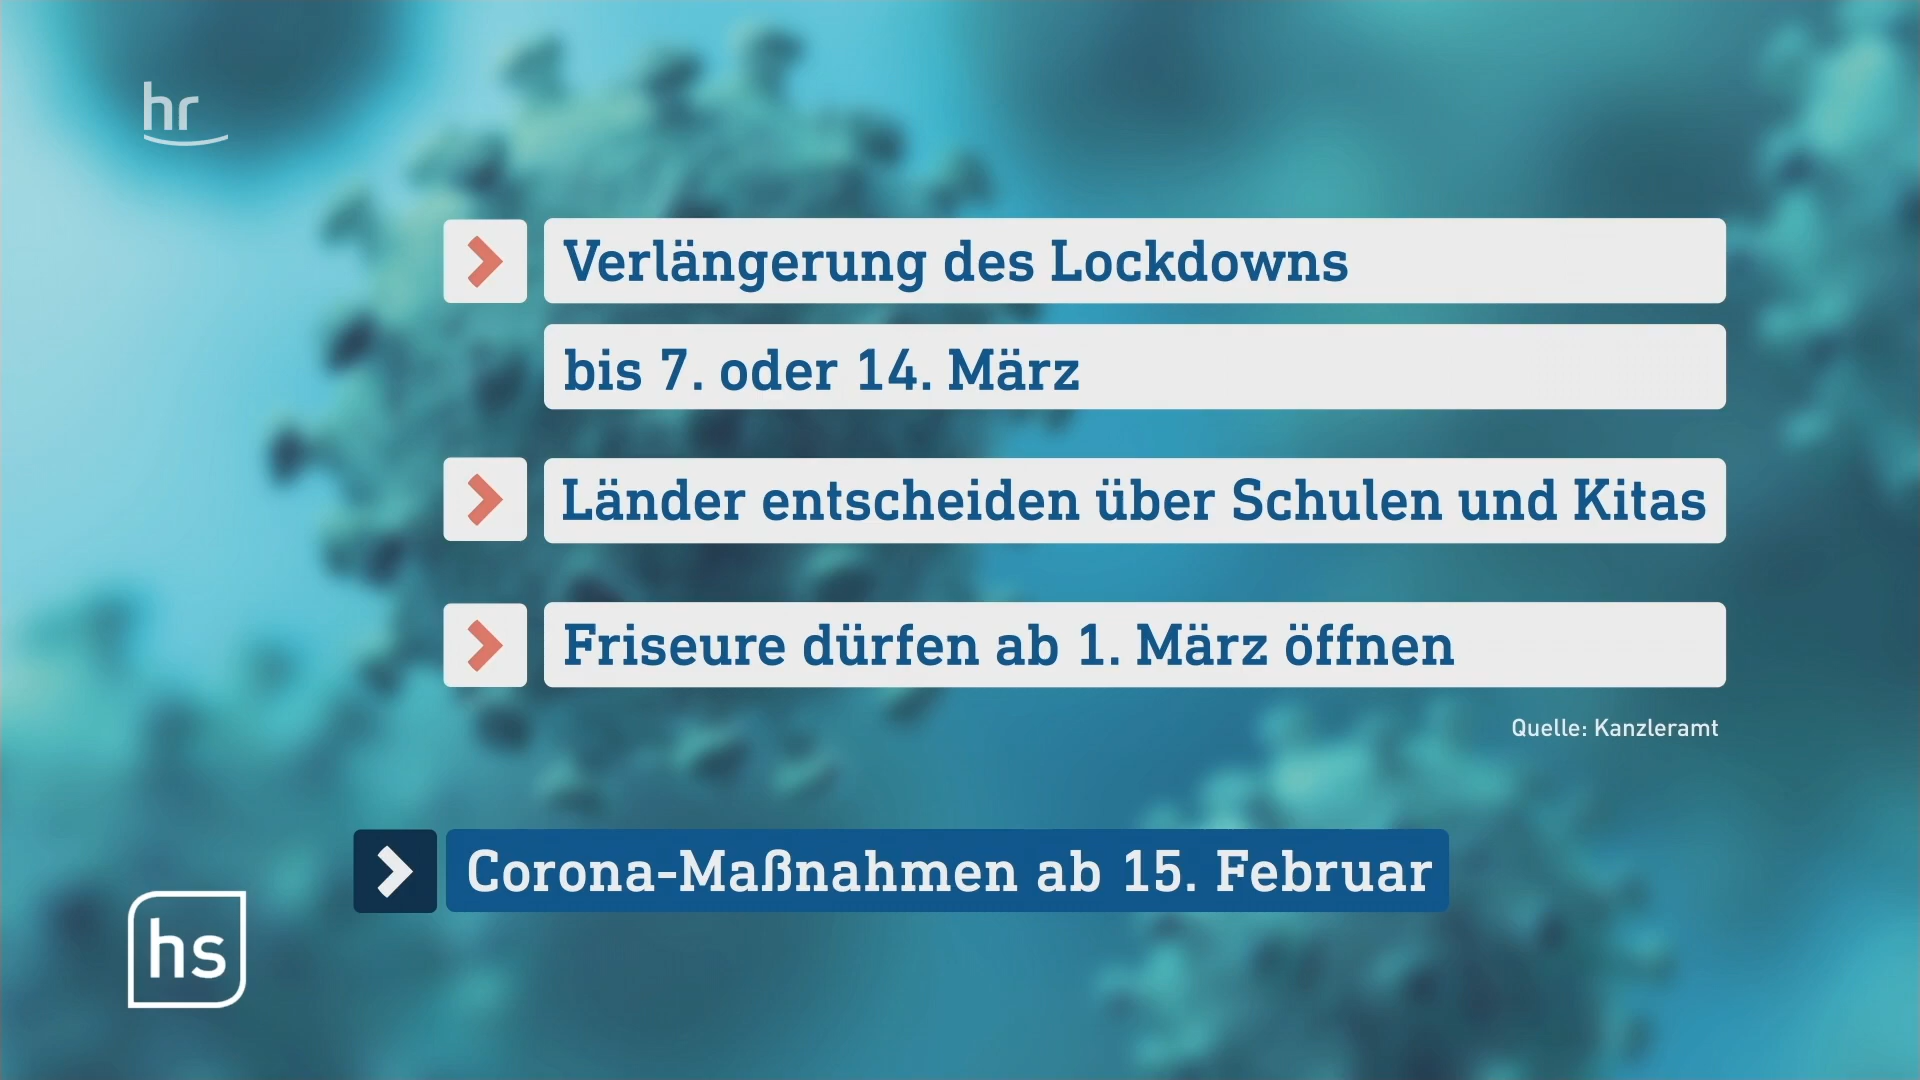 hr
Verlängerung des Lockdowns
bis 7. oder 14. März
Länder entscheiden über Schulen und Kitas
Friseure dürfen ab 1. März öffnen
Quelle: Kanzleramt
Corona-Maßnahmen ab 15. Februar
hs